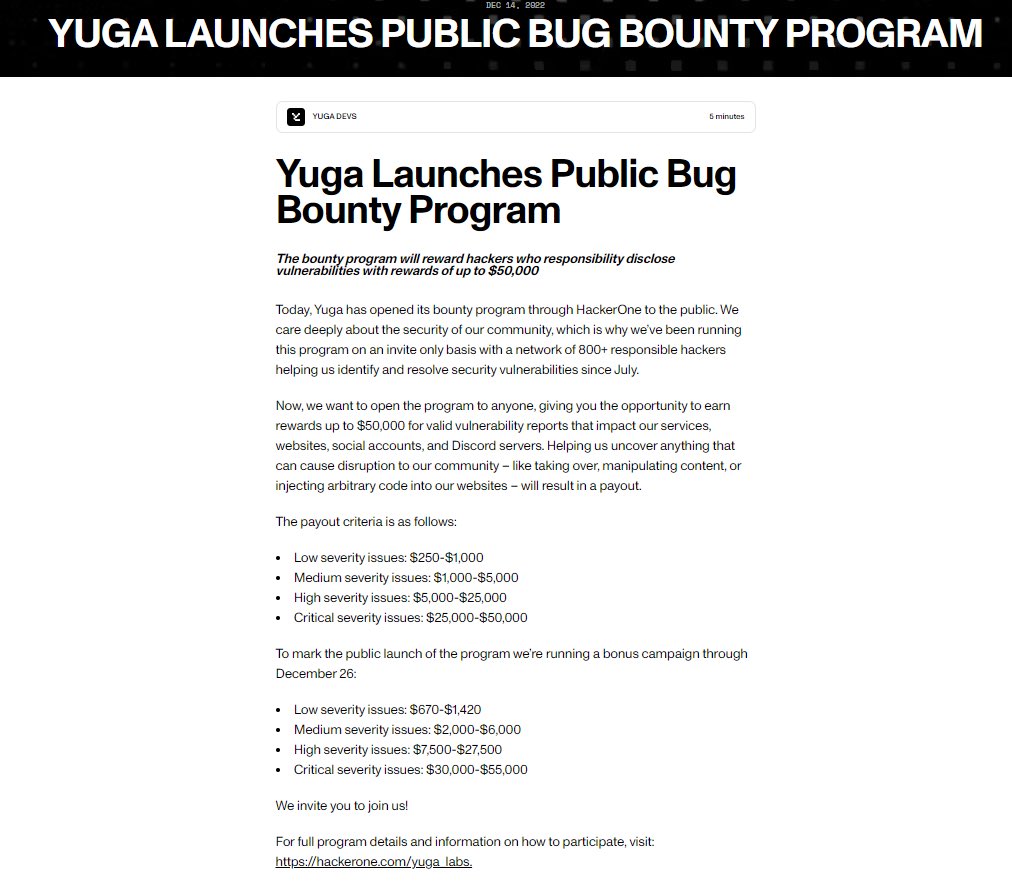 DEC 14, 2022
YUGA LAUNCHES PUBLIC BUG BOUNTY PROGRAM
YUGA DEVS
5 minutes
Yuga Launches Public Bug
Bounty Program
The bounty program will reward hackers who responsibility disclose
vulnerabilities with rewards of up to $50,000
Today, Yuga has opened its bounty program through HackerOne to the public. We
care deeply about the security of our community, which is why we've been running
this program on an invite only basis with a network of 800+ responsible hackers
helping us identify and resolve security vulnerabilities since July.
Now, we want to open the program to anyone, giving you the opportunity to earn
rewards up to $50,000 for valid vulnerability reports that impact our services,
websites, social accounts, and Discord servers. Helping us uncover anything that
can cause disruption to our community – like taking over, manipulating content, or
injecting arbitrary code into our websites – will result in a payout.
The payout criteria is as follows:
• Low severity issues: $250-$1,000
• Medium severity issues: $1,000-$5,000
• High severity issues: $5,000-$25,000
• Critical severity issues: $25,000-$50,000
To mark the public launch of the program we're running a bonus campaign through
December 26:
• Low severity issues: $670-$1,420
• Medium severity issues: $2,000-$6,000
• High severity issues: $7,500-$27,500
• Critical severity issues: $30,000-$55,000
We invite you to join us!
For full program details and information on how to participate, visit:
https://hackerone.com/yuga_labs.